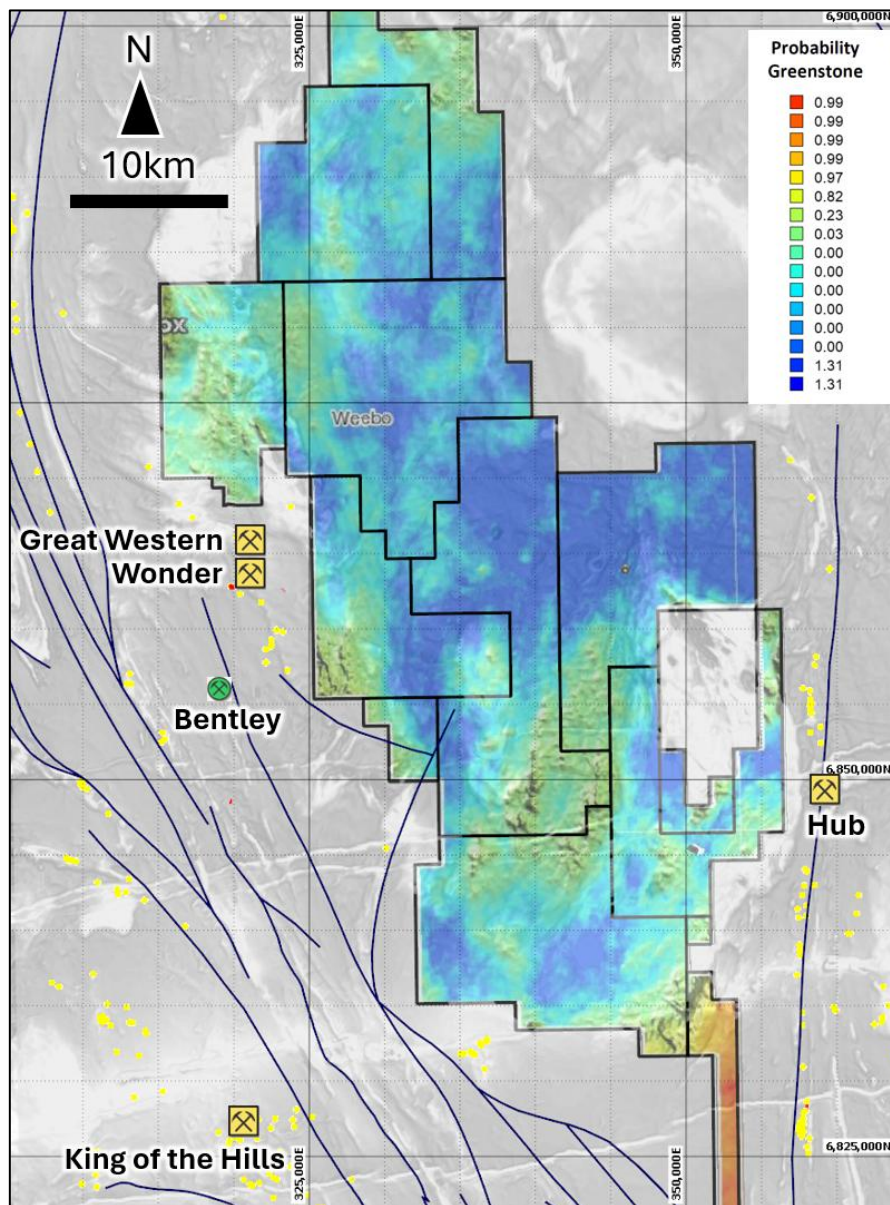 325,000E
350,000E
6,900,000N
N
10km
Probability
Greenstone
0.99
0.99
0.99
0.99
0.97
0.82
0.23
0.03
0.00
0.00
0.00
0.00
0.00
0.00
1.31
1.31
ox
Weebo
Great Western
Wonder
Bentley
6,850,000N
Hub
King of the Hills
6,825,000N
325,000E
350,000E